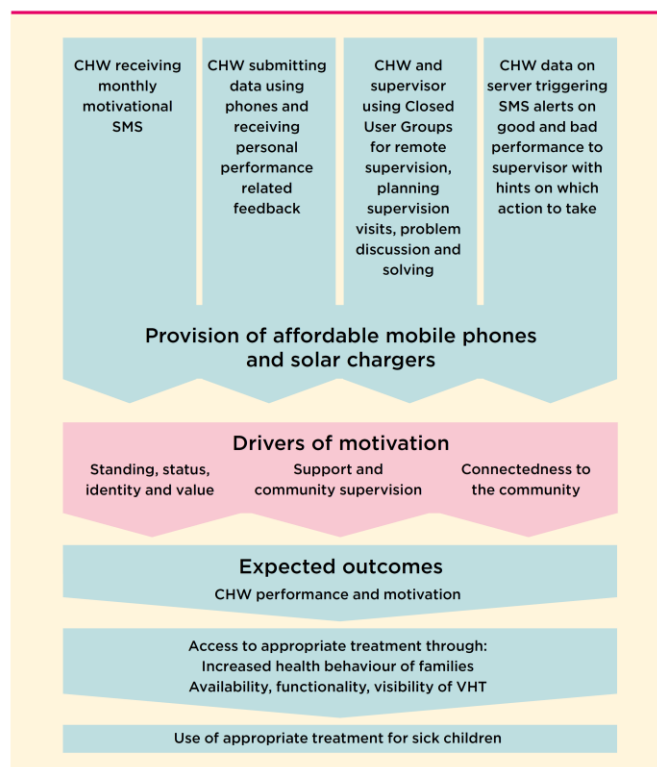 CHW receiving
monthly
motivational
SMS
CHW submitting
data using
phones and
receiving
personal
performance
related
feedback
CHW and
supervisor
using Closed
User Groups
for remote
supervision,
planning
supervision
visits, problem
discussion and
solving
CHW data on
server triggering
SMS alerts on
good and bad
performance to
supervisor with
hints on which
action to take
Provision of affordable mobile phones
and solar chargers
Drivers of motivation
Standing, status,
identity and value
Support and
community supervision
Connectedness to
the community
Expected outcomes
CHW performance and motivation
Access to appropriate treatment through:
Increased health behaviour of families
Availability, functionality, visibility of VHT
Use of appropriate treatment for sick children